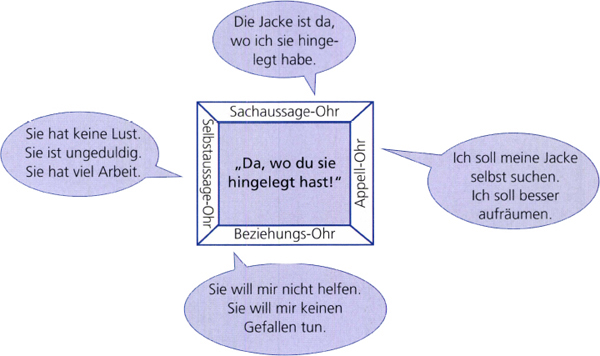 Die Jacke ist da,
wo ich sie hinge-
legt habe.
Sachaussage-Ohr
Sie hat keine Lust.
Sie ist ungeduldig.
Sie hat viel Arbeit.
Selbstaussage-Ohr
„Da, wo du sie
hingelegt hast!“
Appell-Ohr
Ich soll meine Jacke
selbst suchen.
Ich soll besser
aufräumen.
Beziehungs-Ohr
Sie will mir nicht helfen.
Sie will mir keinen
Gefallen tun.